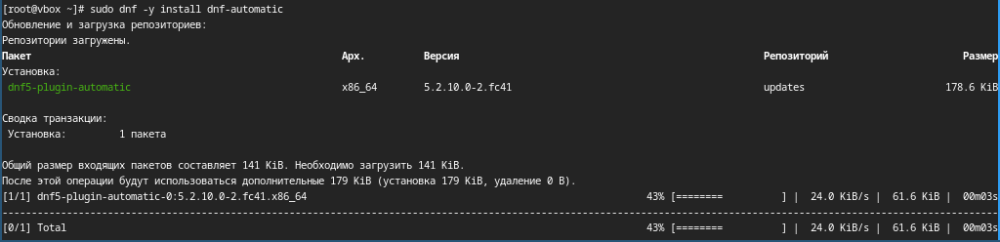 [root@vbox ~]# sudo dnf -y install dnf-automatic
Обновление и загрузка репозиториев:
Репозитории загружены.
Пакет Арх. Версия Репозиторий Размер
Установка:
dnf5-plugin-automatic x86_64 5.2.10.0-2.fc41 updates 178.6 KiB
Сводка транзакции:
Установка: 1 пакета
Общий размер входящих пакетов составляет 141 KiB. Необходимо загрузить 141 KiB.
После этой операции будут использоваться дополнительные 179 KiB (установка 179 KiB, удаление 0 B).
[1/1] dnf5-plugin-automatic-0:5.2.10.0-2.fc41.x86_64 43% [======== ] | 24.0 KiB/s | 61.6 KiB | 00m03s
----------------------------------------------------------------------------------------------------
[0/1] Total 43% [======== ] | 24.0 KiB/s | 61.6 KiB | 00m03s